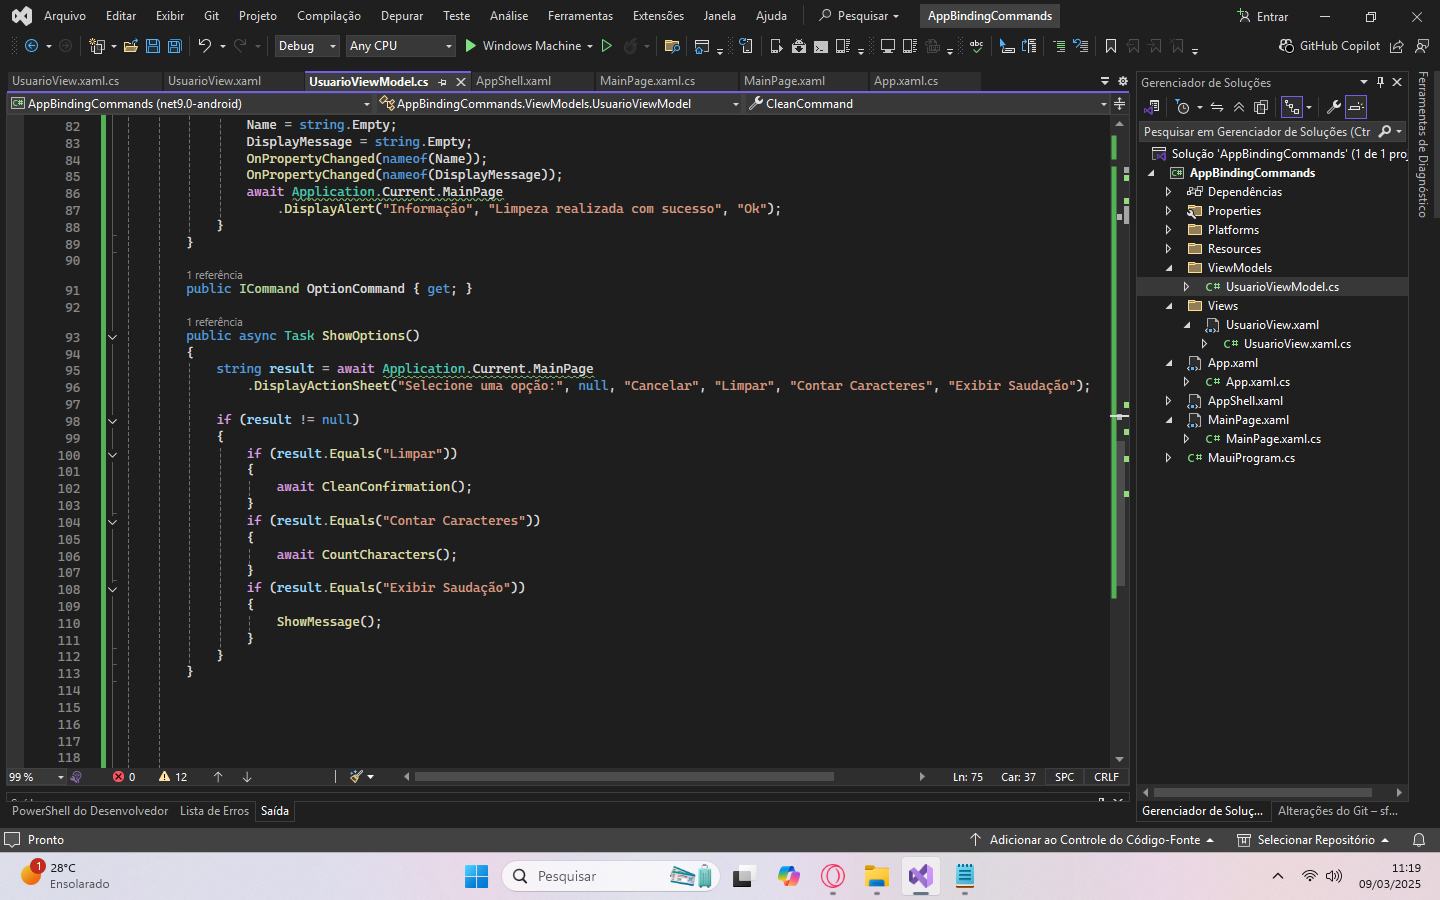 Arquivo Editar Exibir Git Projeto Compilação Depurar Teste Análise Ferramentas Extensões Janela Ajuda Pesquisar AppBindingCommands Entrar
Debug Any CPU Windows Machine GitHub Copilot
UsuarioView.xaml.cs UsuarioView.xaml UsuarioViewModel.cs AppShell.xaml MainPage.xaml.cs MainPage.xaml App.xaml.cs
AppBindingCommands (net9.0-android) AppBindingCommands.ViewModels.UsuarioViewModel CleanCommand
82 Name = string.Empty;
83 DisplayMessage = string.Empty;
84 OnPropertyChanged(nameof(Name));
85 OnPropertyChanged(nameof(DisplayMessage));
86 await Application.Current.MainPage
87 .DisplayAlert("Informação", "Limpeza realizada com sucesso", "Ok");
88 }
89 }
90
1 referência
91 public ICommand OptionCommand { get; }
92
1 referência
93 public async Task ShowOptions()
94 {
95 string result = await Application.Current.MainPage
96 .DisplayActionSheet("Selecione uma opção:", null, "Cancelar", "Limpar", "Contar Caracteres", "Exibir Saudação");
97
98 if (result != null)
99 {
100 if (result.Equals("Limpar"))
101 {
102 await CleanConfirmation();
103 }
104 if (result.Equals("Contar Caracteres"))
105 {
106 await CountCharacters();
107 }
108 if (result.Equals("Exibir Saudação"))
109 {
110 ShowMessage();
111 }
112 }
113 }
114
115
116
117
118
99 % 0 12 Ln: 75 Car: 37 SPC CRLF
PowerShell do Desenvolvedor Lista de Erros Saída
Gerenciador de Soluções
Pesquisar em Gerenciador de Soluções (Ctr
Solução 'AppBindingCommands' (1 de 1 proj
AppBindingCommands
Dependências
Properties
Platforms
Resources
ViewModels
C# UsuarioViewModel.cs
Views
UsuarioView.xaml
C# UsuarioView.xaml.cs
App.xaml
C# App.xaml.cs
AppShell.xaml
MainPage.xaml
C# MainPage.xaml.cs
C# MauiProgram.cs
Gerenciador de Soluç... Alterações do Git – sf...
Ferramentas de Diagnóstico
Pronto Adicionar ao Controle do Código-Fonte Selecionar Repositório
1
28°C
Ensolarado
Pesquisar
11:19
09/03/2025